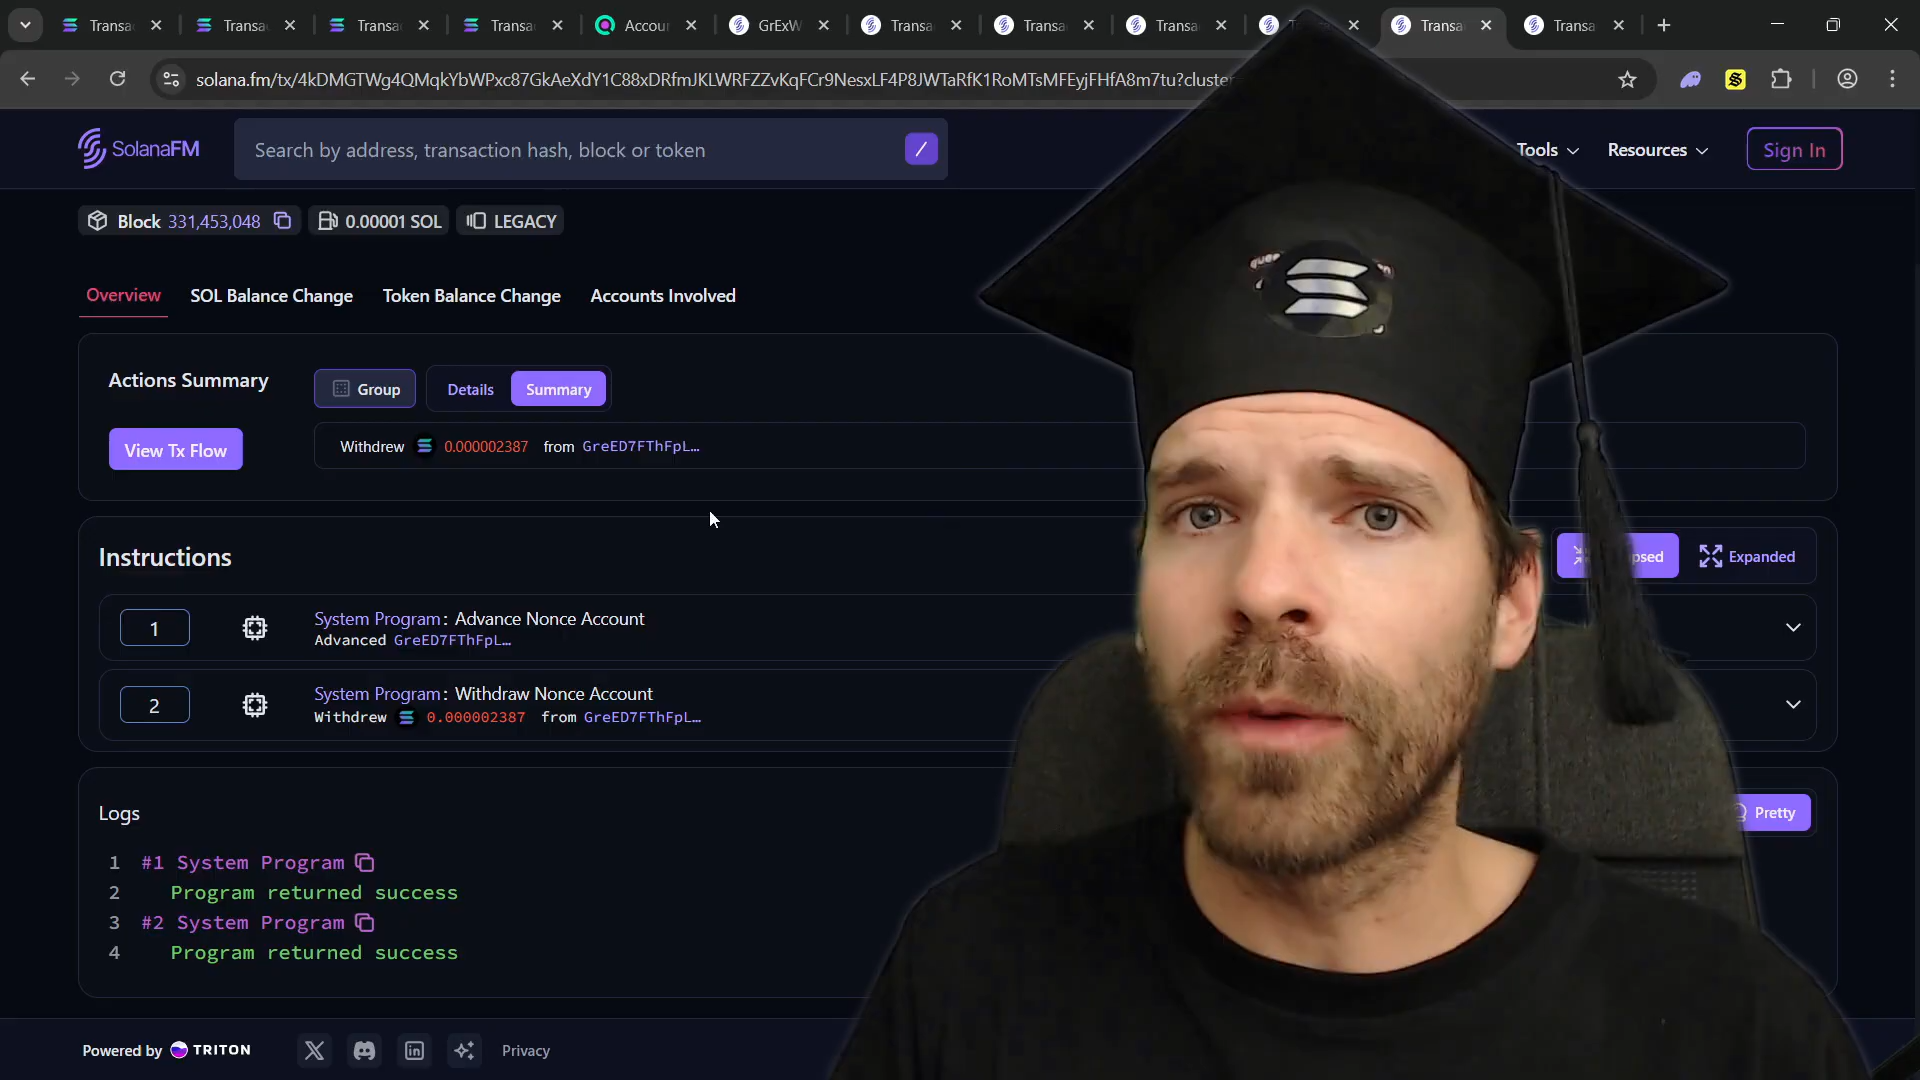 Transa
Transa
Transa
Transa
Accou
GrExW
Transa
Transa
Transa
Transa
Transa
solana.fm/tx/4kDMGTWg4QMqkYbWPxc87GkAeXdY1C88xDRfmJKLWRFZZvKqFCr9NesxLF4P8JWTaRfK1RoMTsMFEyjFHfA8m7tu?cluster
SolanaFM
Search by address, transaction hash, block or token
/
Tools
Resources
Sign In
Block 331,453,048
0.00001 SOL
LEGACY
Overview
SOL Balance Change
Token Balance Change
Accounts Involved
Actions Summary
Group
Details
Summary
View Tx Flow
Withdrew 0.000002387 from GreED7FThFpL…
Instructions
Expanded
1
System Program: Advance Nonce Account
Advanced GreED7FThFpL…
2
System Program: Withdraw Nonce Account
Withdrew 0.000002387 from GreED7FThFpL…
Logs
Pretty
1 #1 System Program
2 Program returned success
3 #2 System Program
4 Program returned success
Powered by TRITON
Privacy